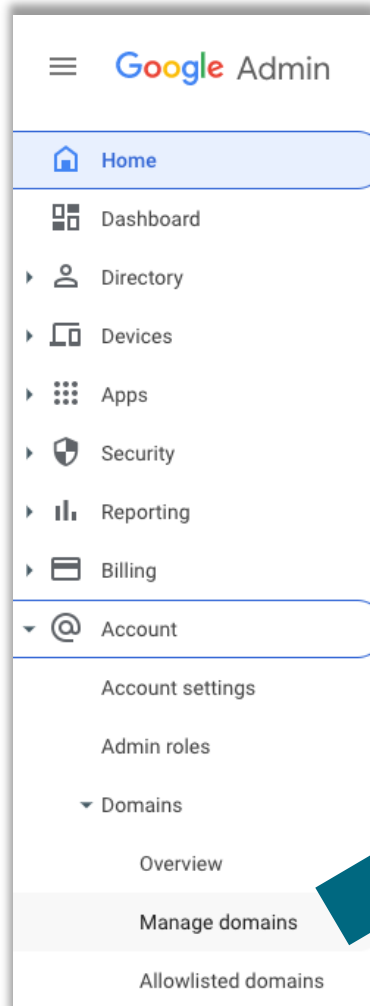 Google Admin
Home
Dashboard
Directory
Devices
Apps
Security
Reporting
Billing
Account
Account settings
Admin roles
Domains
Overview
Manage domains
Allowlisted domains